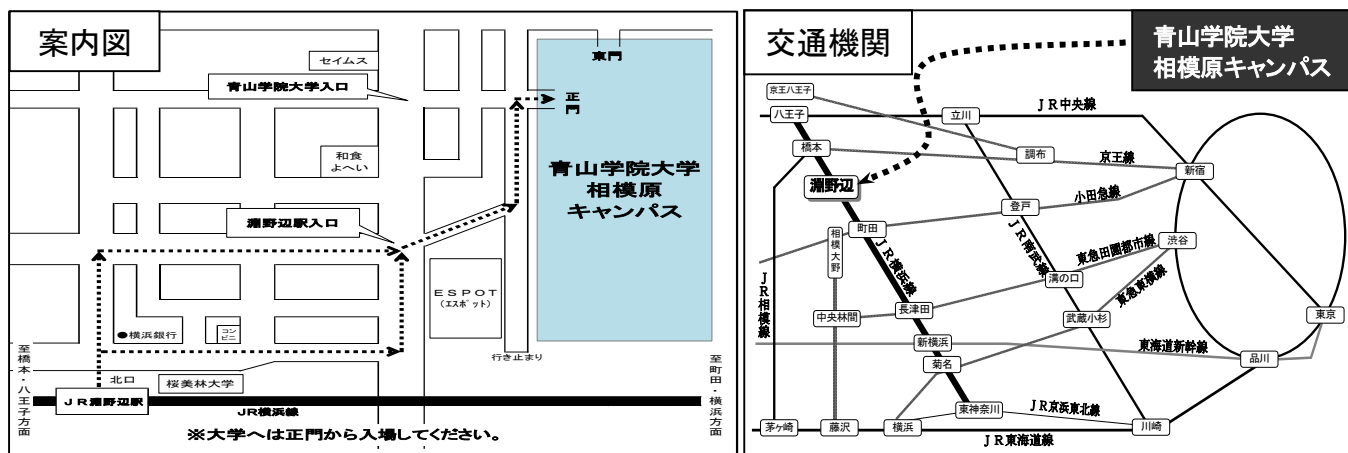 案内図
セイムス
東門
青山学院大学入口
正門
和食
よへい
青山学院大学
相模原
キャンパス
淵野辺駅入口
ESPOT
(エスポット)
●横浜銀行
コン
ビニ
行き止まり
至橋本・八王子方面
至町田・横浜方面
北口
桜美林大学
JR淵野辺駅
JR横浜線
※大学へは正門から入場してください。
交通機関
青山学院大学
相模原キャンパス
京王八王子
八王子
立川
JR中央線
橋本
調布
京王線
新宿
淵野辺
小田急線
登戸
町田
相模大野
JR横浜線
JR南武線
東急田園都市線
渋谷
溝の口
東急東横線
JR相模線
中央林間
長津田
武蔵小杉
東京
新横浜
東海道新幹線
品川
菊名
東神奈川
JR京浜東北線
茅ヶ崎
藤沢
横浜
川崎
JR東海道線